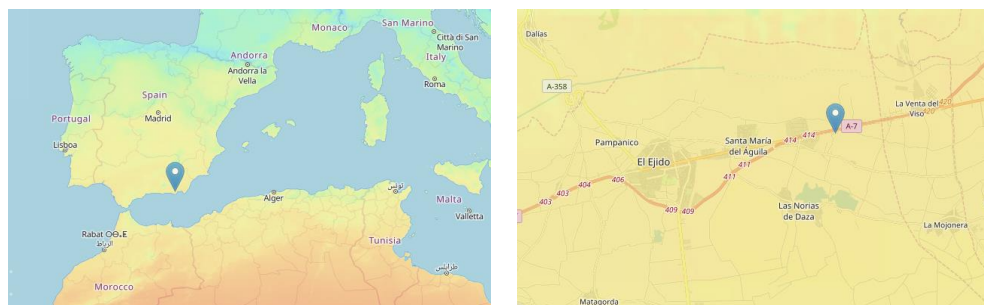 Monaco
San Marino
Città di San
Marino
Italy
Andorra
Andorra la
Vella
Roma
Spain
Madrid
Portugal
Lisboa
Alger
تونس
Malta
Valletta
Rabat ⵔⴱⴰⵟ
الرباط
Tunisia
طرابلس
Morocco
Dalías
A-358
La Venta del
Viso
420
420
A-7
414
414
Pampanico
Santa María
del Águila
El Ejido
411
411
406
404
403
403
409
409
Las Norias
de Daza
La Mojonera
Matagorda